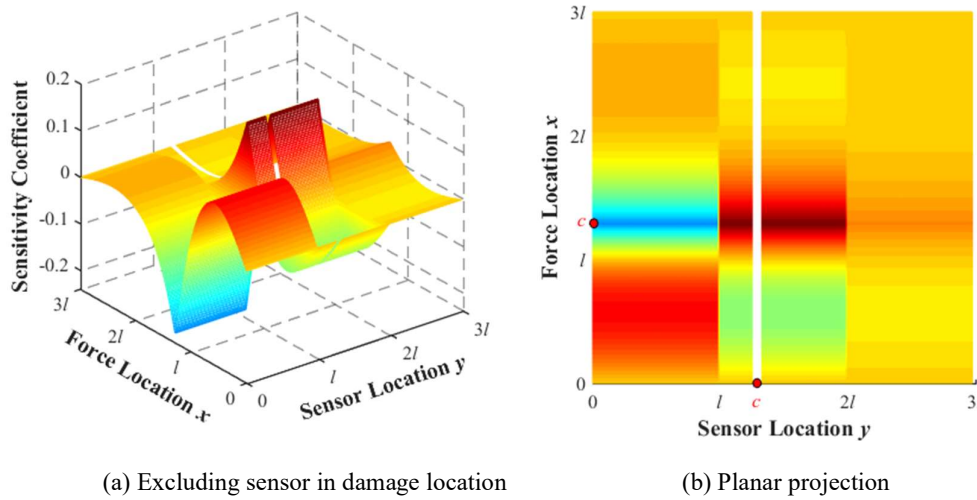 Sensitivity Coefficient
0.2
0.1
0
-0.1
-0.2
3l
2l
l
0
Force Location x
0
l
2l
3l
Sensor Location y
(a) Excluding sensor in damage location
Force Location x
3l
2l
c
l
0
0
l
c
2l
3
Sensor Location y
(b) Planar projection